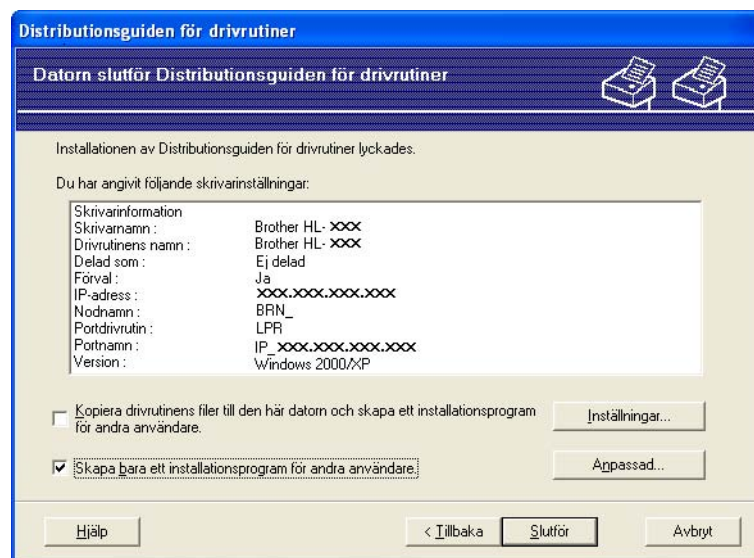 Distributionsguiden för drivrutiner
Datorn slutför Distributionsguiden för drivrutiner
Installationen av Distributionsguiden för drivrutiner lyckades.
Du har angivit följande skrivarinställningar:
Skrivarinformation
Skrivarnamn : Brother HL- XXX
Drivrutinens namn : Brother HL- XXX
Delad som : Ej delad
Förval : Ja
IP-adress : XXX.XXX.XXX.XXX
Nodnamn : BRN_
Portdrivrutin : LPR
Portnamn : IP_XXX.XXX.XXX.XXX
Version : Windows 2000/XP
Kopiera drivrutinens filer till den här datorn och skapa ett installationsprogram
för andra användare.
Inställningar...
Skapa bara ett installationsprogram för andra användare.
Anpassad...
Hjälp
< Tillbaka
Slutför
Avbryt